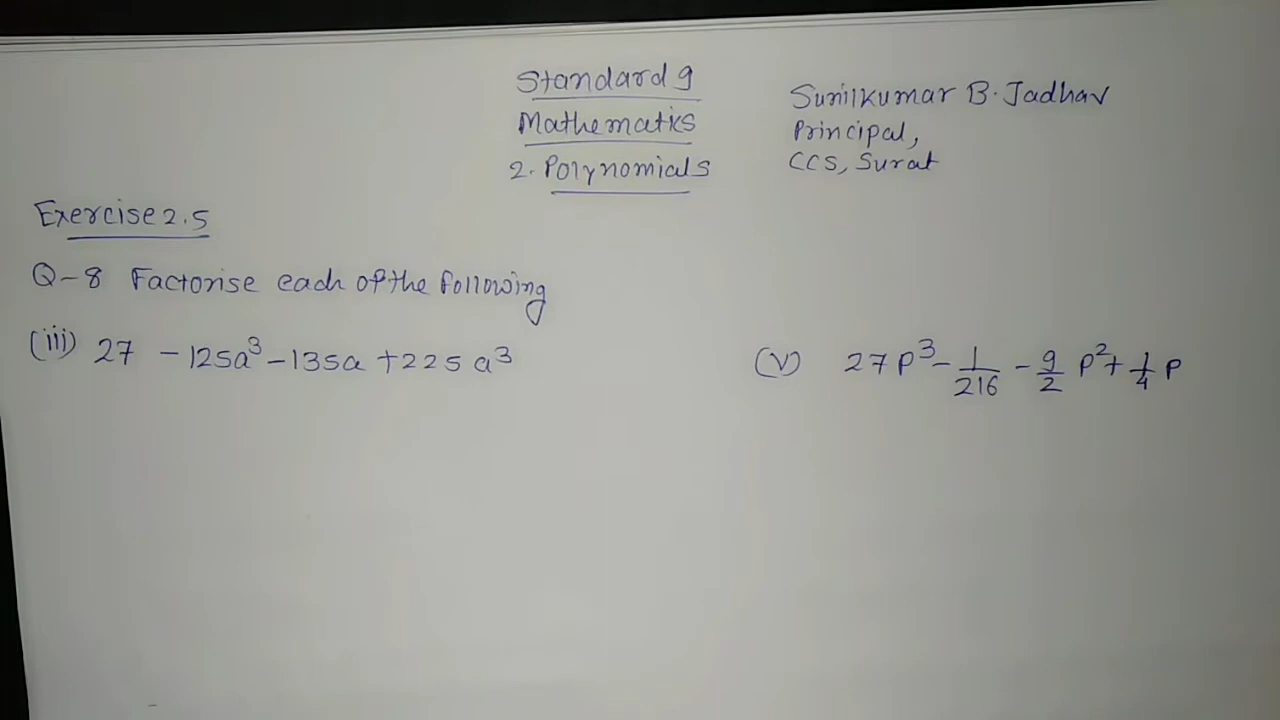 Standard 9
Mathematics
2. Polynomials
Sunilkumar B. Jadhav
Principal,
CCS, Surat
Exercise 2.5
Q-8 Factorise each of the following
(iii) 27 - 125a³ - 135a + 225a³
(v) 27p³ - 1/216 - 9/2 p² + 1/4 p